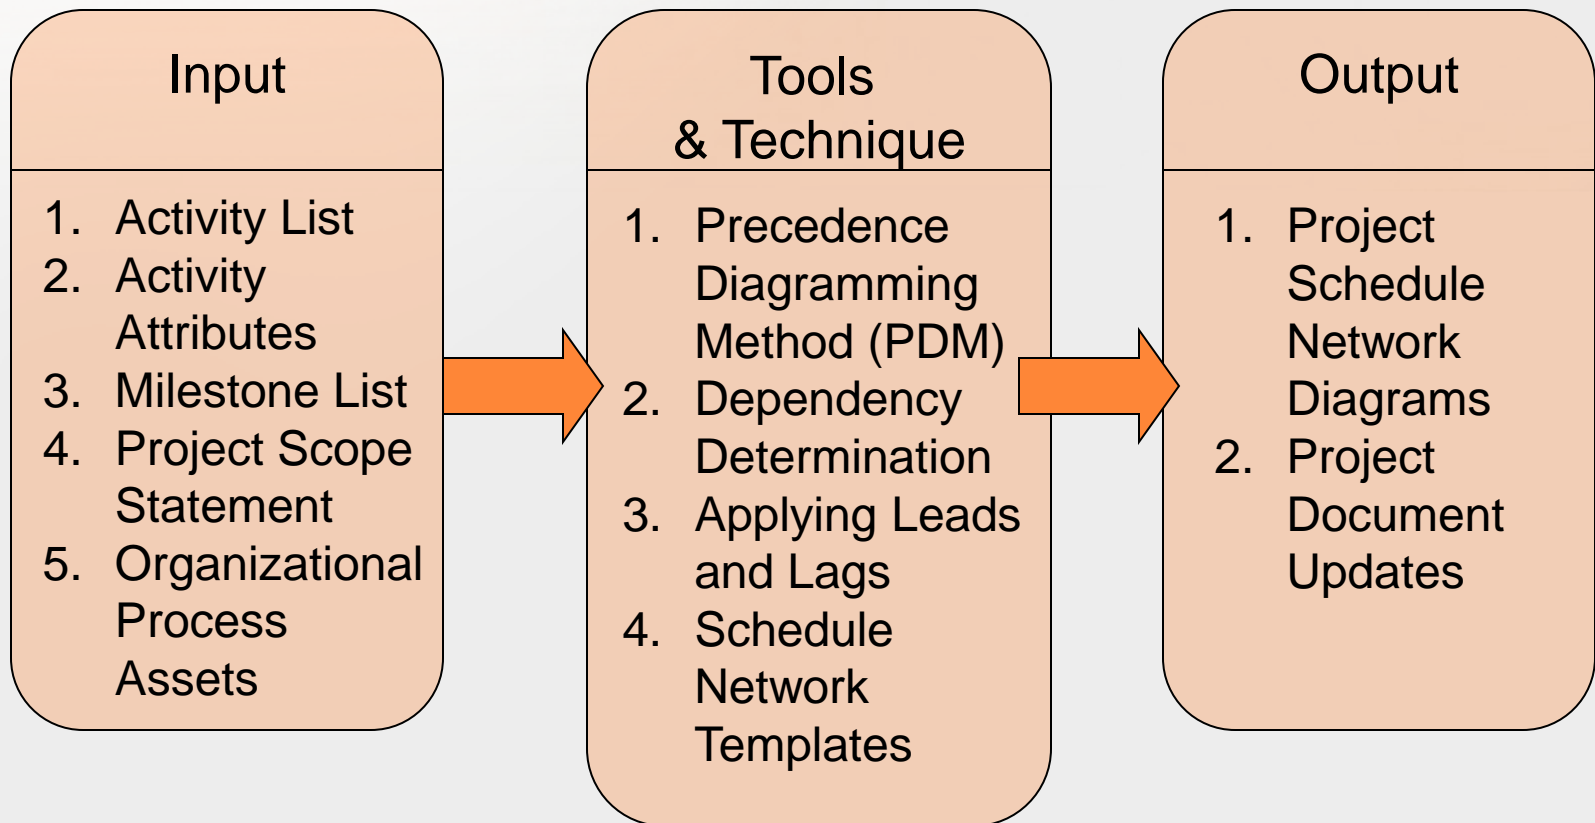 Input
1. Activity List
2. Activity
Attributes
3. Milestone List
4. Project Scope
Statement
5. Organizational
Process
Assets
Tools
& Technique
1. Precedence
Diagramming
Method (PDM)
2. Dependency
Determination
3. Applying Leads
and Lags
4. Schedule
Network
Templates
Output
1. Project
Schedule
Network
Diagrams
2. Project
Document
Updates